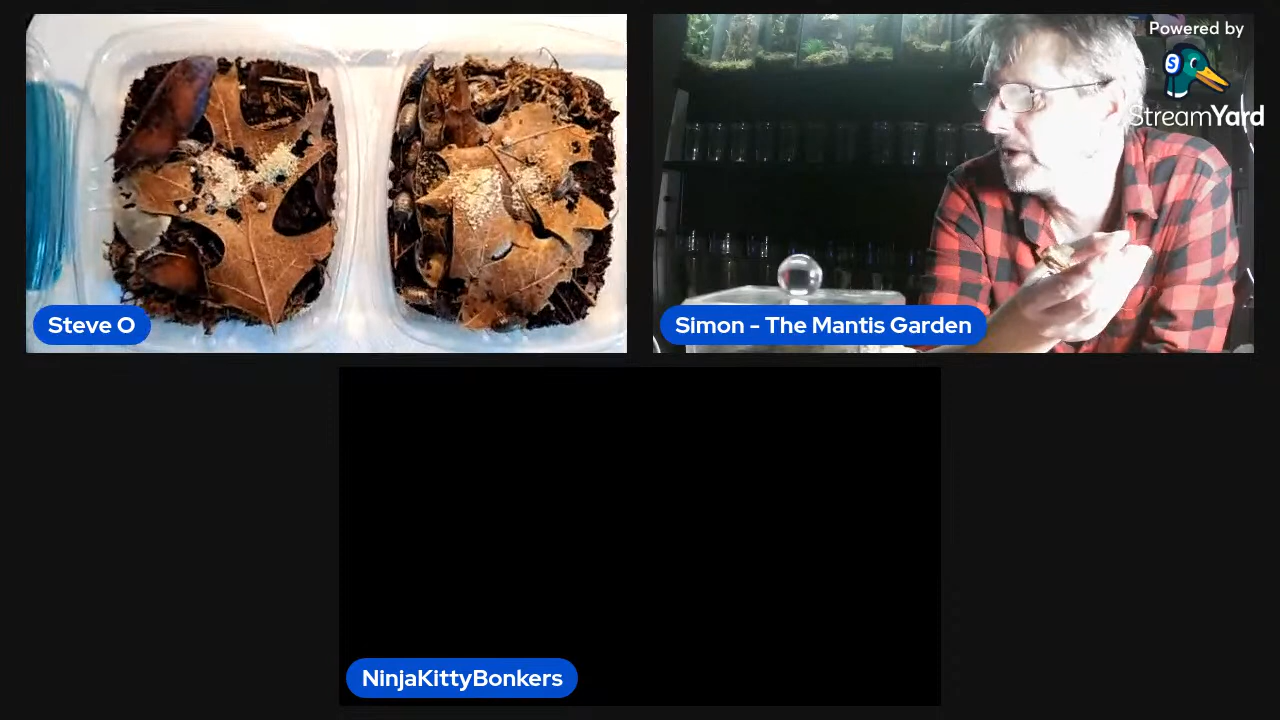 Powered by
S
StreamYard
Steve O
Simon - The Mantis Garden
NinjaKittyBonkers